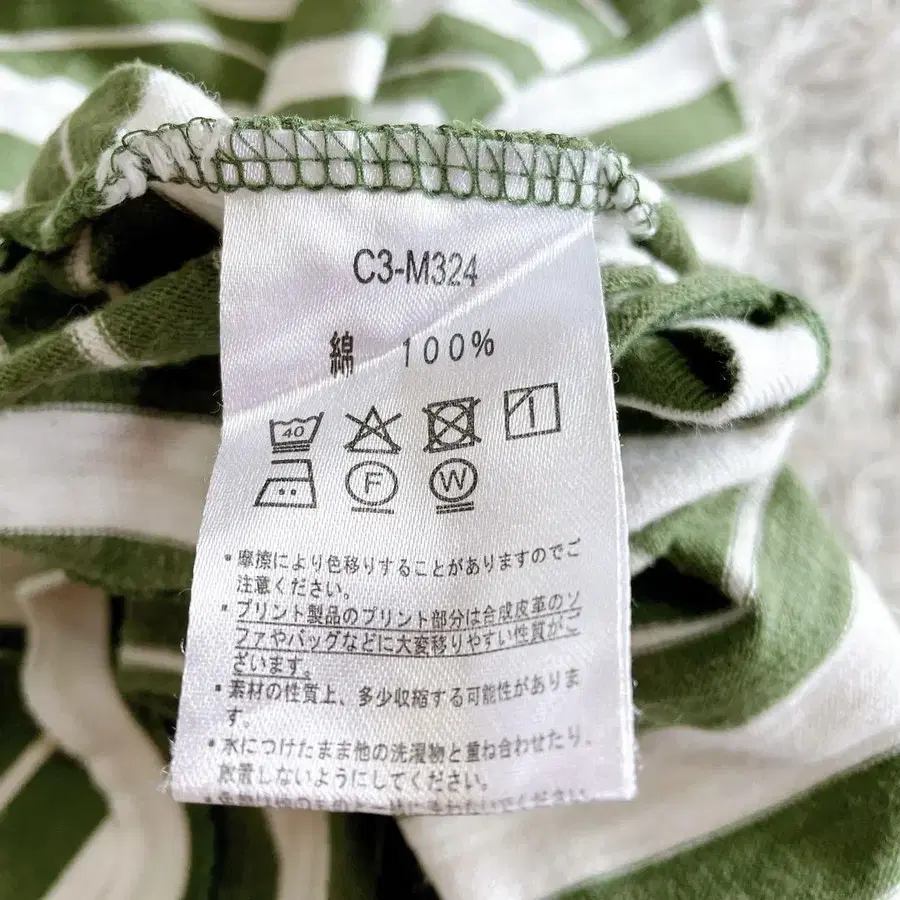 C3-M324
綿 100%
40
F W
・摩擦により色移りすることがありますのでご
注意ください。
・プリント製品のプリント部分は合成皮革のソ
ファやバッグなどに大変移りやすい性質がご
ざいます。
・素材の性質上、多少収縮する可能性がありま
す。
・水につけたまま他の洗濯物と重ね合わせたり、
放置しないようにしてください。